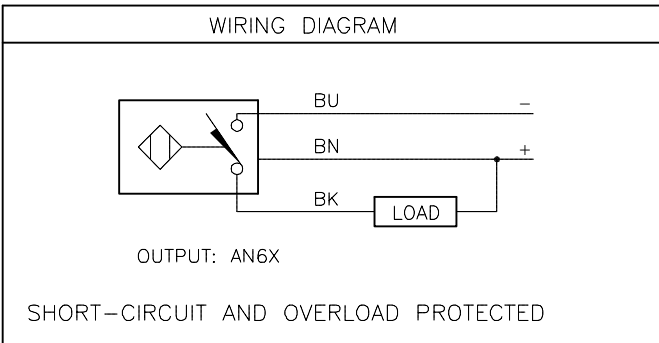 WIRING DIAGRAM
BU
-
BN
+
BK
LOAD
OUTPUT: AN6X
SHORT-CIRCUIT AND OVERLOAD PROTECTED